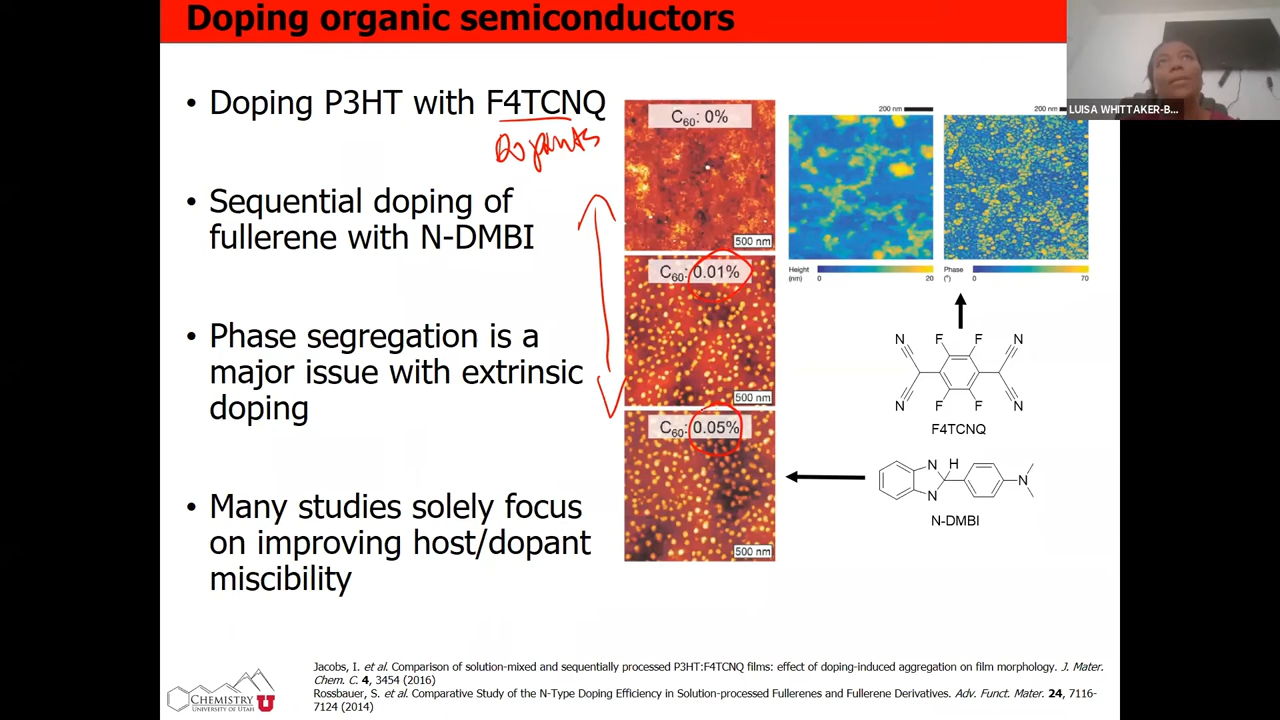 Doping organic semiconductors
LUISA WHITTAKER-B...
• Doping P3HT with F4TCNQ
Dopants
• Sequential doping of
fullerene with N-DMBI
• Phase segregation is a
major issue with extrinsic
doping
• Many studies solely focus
on improving host/dopant
miscibility
C60: 0%
500 nm
C60: 0.01%
500 nm
C60: 0.05%
500 nm
200 nm
200 nm
Height
(nm)
0
20
Phase
(°)
0
70
N
F
F
N
N
F
F
N
F4TCNQ
N
H
N
N
N-DMBI
Jacobs, I. et al. Comparison of solution-mixed and sequentially processed P3HT:F4TCNQ films: effect of doping-induced aggregation on film morphology. J. Mater.
Chem. C. 4, 3454 (2016)
Rossbauer, S. et al. Comparative Study of the N-Type Doping Efficiency in Solution-processed Fullerenes and Fullerene Derivatives. Adv. Funct. Mater. 24, 7116-
7124 (2014)
CHEMISTRY
UNIVERSITY OF UTAH
U